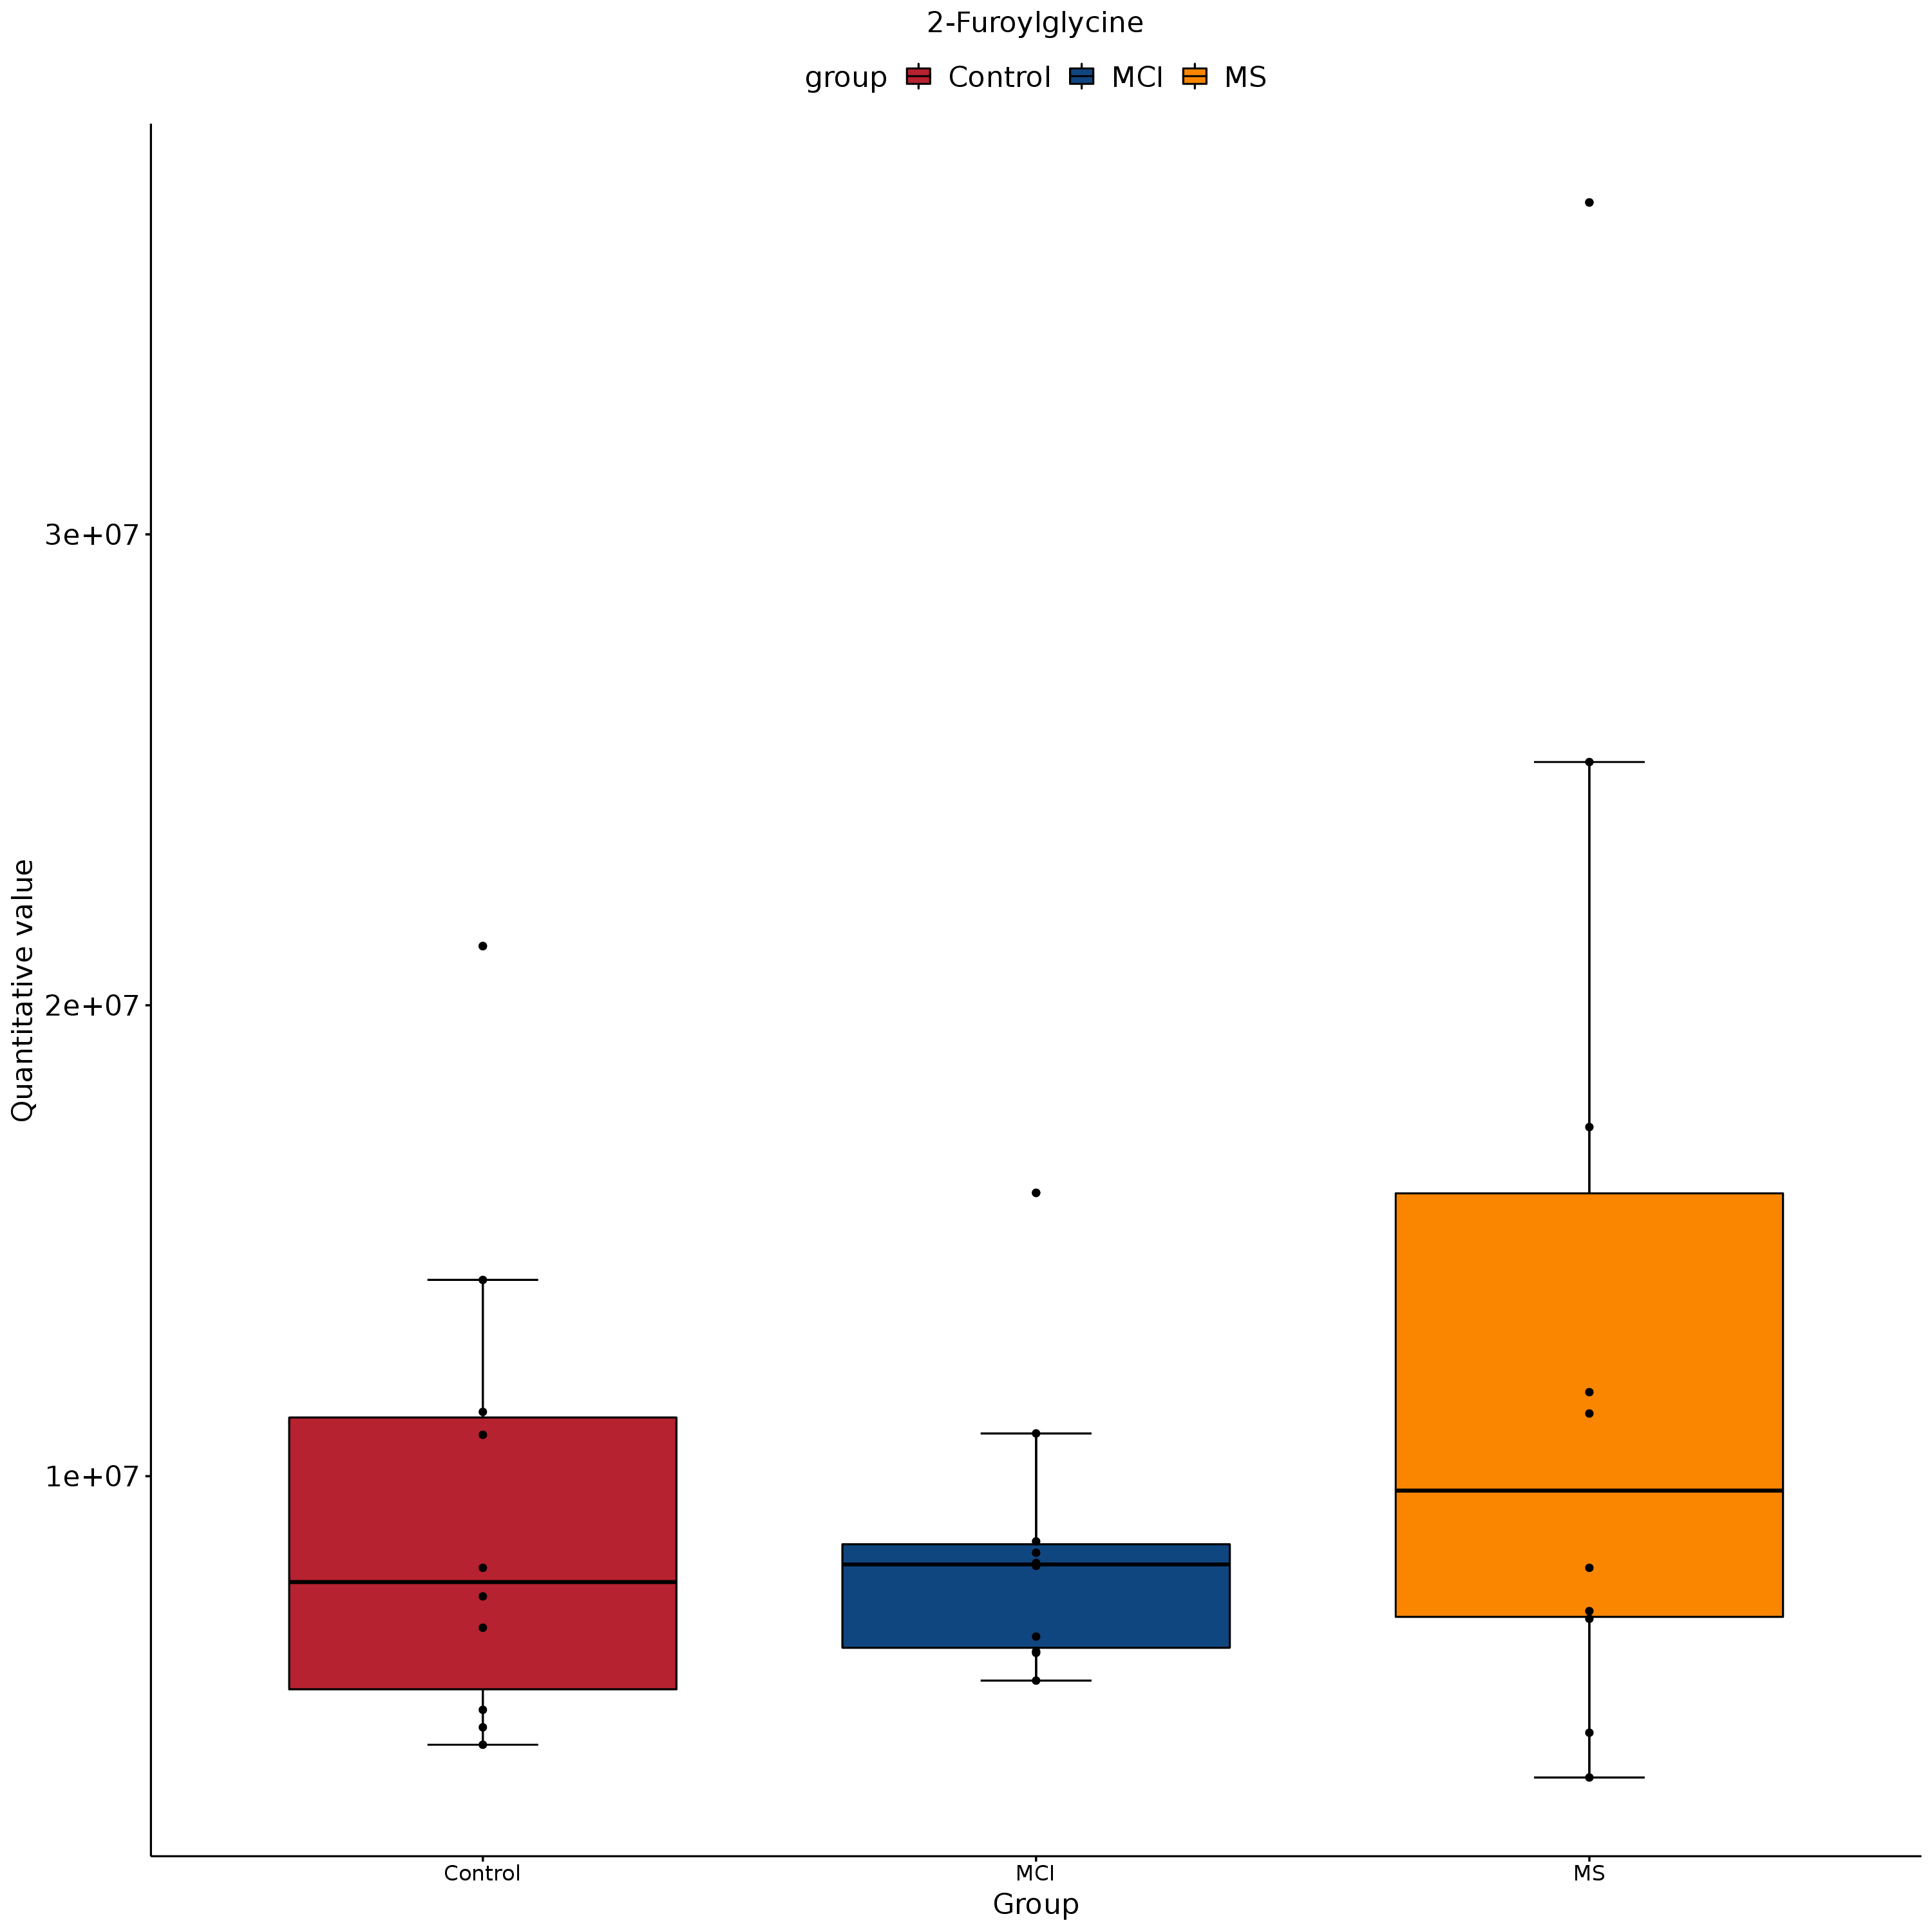 2-Furoylglycine
group Control MCI MS
3e+07
2e+07
1e+07
Quantitative value
Control MCI MS
Group